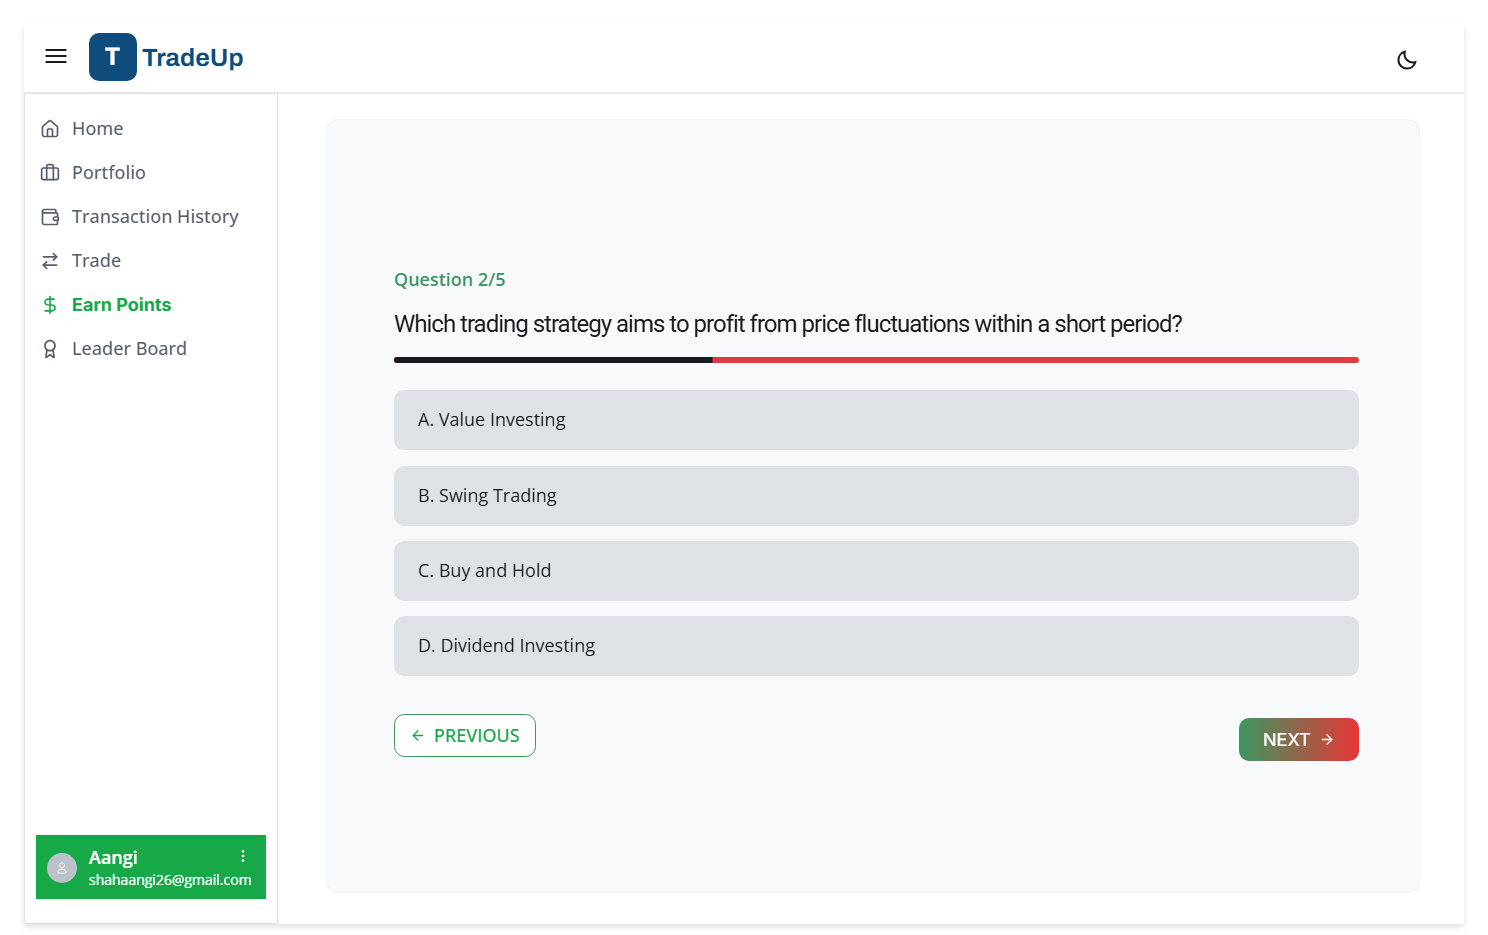 T TradeUp
Home
Portfolio
Transaction History
Trade
Earn Points
Leader Board
Question 2/5
Which trading strategy aims to profit from price fluctuations within a short period?
A. Value Investing
B. Swing Trading
C. Buy and Hold
D. Dividend Investing
PREVIOUS
NEXT
Aangi
shahaangi26@gmail.com